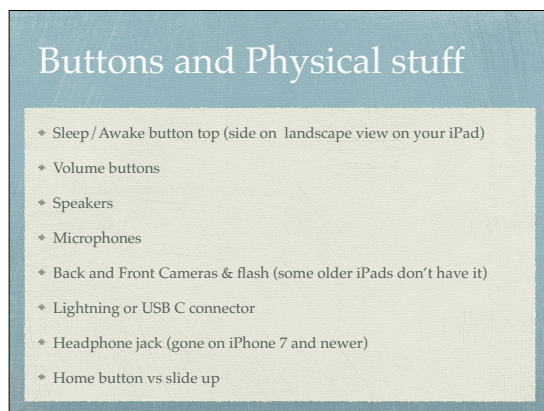 Buttons and Physical stuff
Sleep/Awake button top (side on landscape view on your iPad)
Volume buttons
Speakers
Microphones
Back and Front Cameras & flash (some older iPads don't have it)
Lightning or USB C connector
Headphone jack (gone on iPhone 7 and newer)
Home button vs slide up